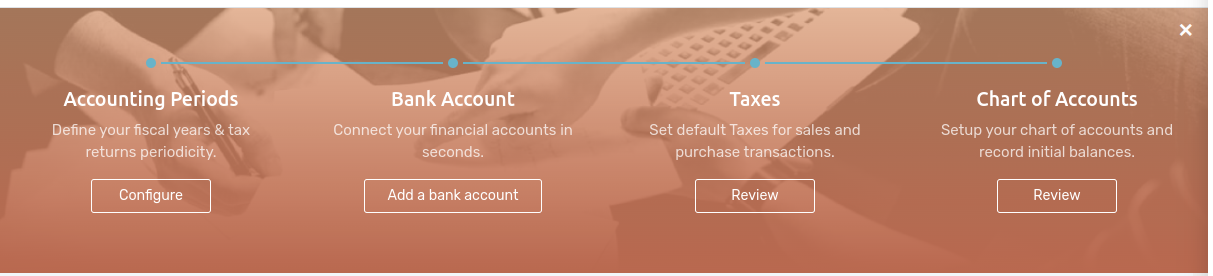 Accounting Periods
Define your fiscal years & tax
returns periodicity.
Configure
Bank Account
Connect your financial accounts in
seconds.
Add a bank account
Taxes
Set default Taxes for sales and
purchase transactions.
Review
Chart of Accounts
Setup your chart of accounts and
record initial balances.
Review